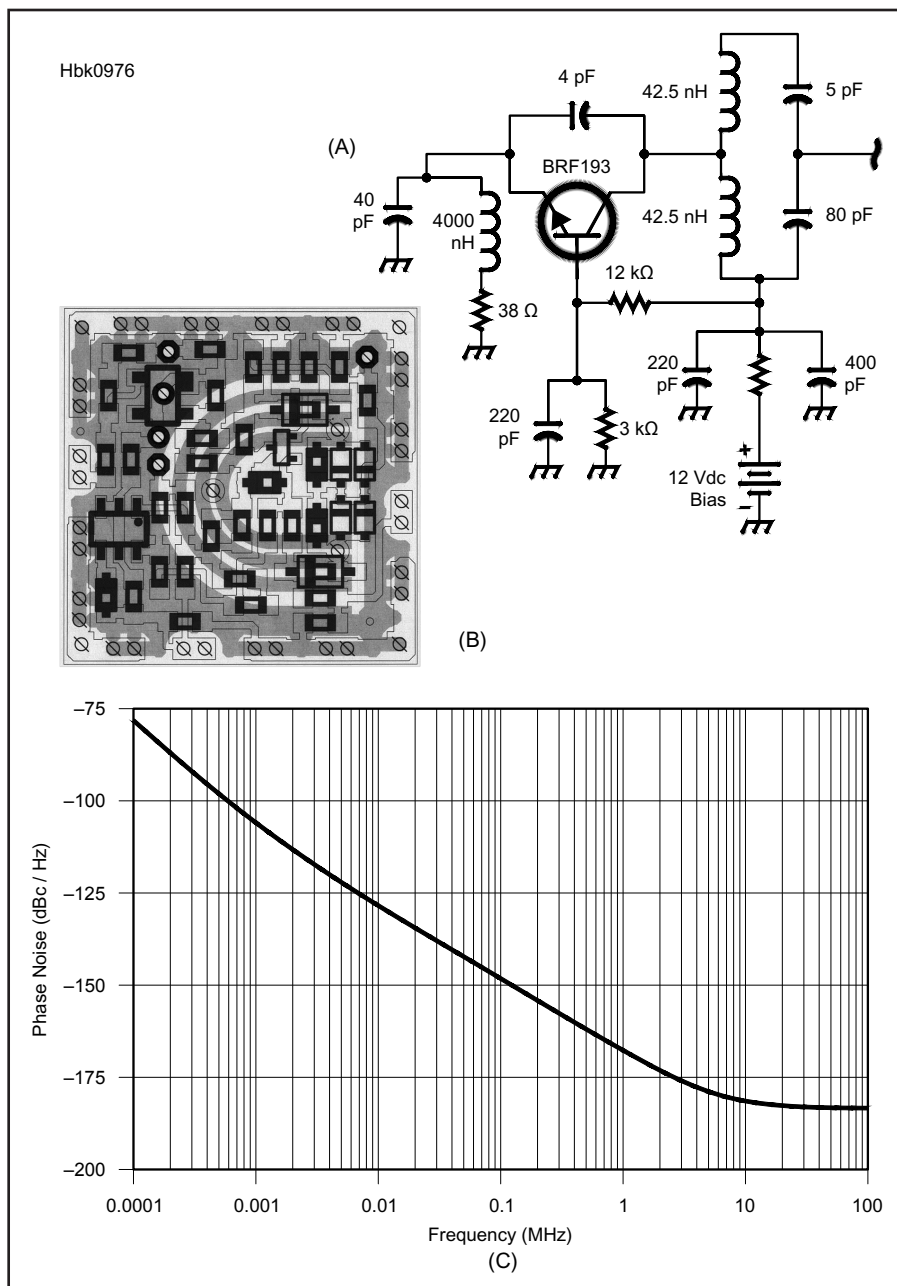 Hbk0976
(A)
4 pF
BRF193
40
pF
4000
nH
38 Ω
42.5 nH
42.5 nH
5 pF
80 pF
12 kΩ
220
pF
3 kΩ
220
pF
400
pF
+
12 Vdc
Bias
−
(B)
Phase Noise (dBc / Hz)
–75
–100
–125
–150
–175
–200
0.0001 0.001 0.01 0.1 1 10 100
Frequency (MHz)
(C)